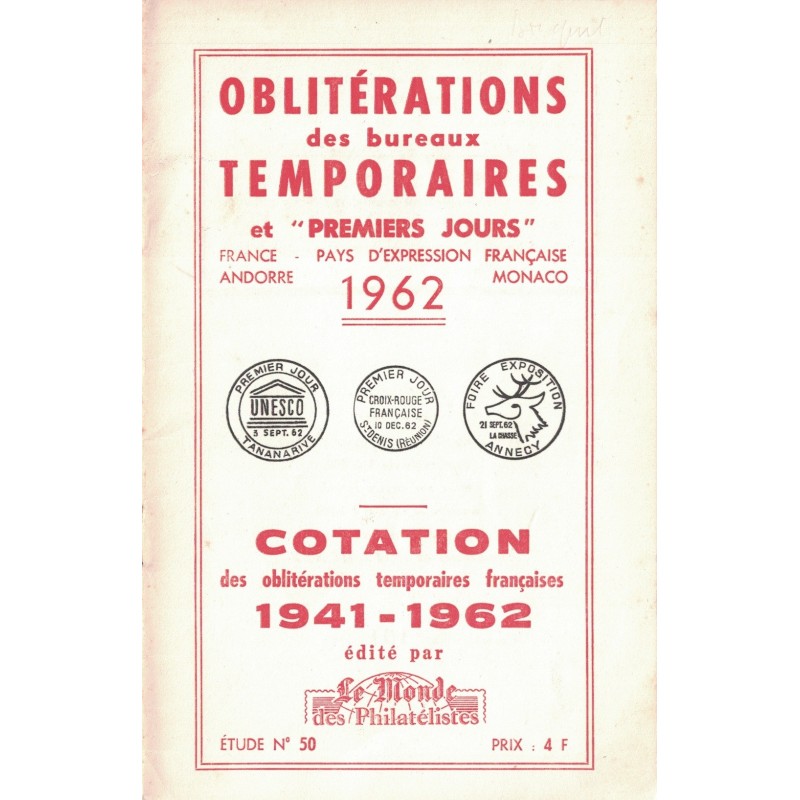 OBLITÉRATIONS
des bureaux
TEMPORAIRES
et "PREMIERS JOURS"
FRANCE - PAYS D'EXPRESSION FRANÇAISE
ANDORRE MONACO
1962
PREMIER JOUR
UNESCO
3 SEPT. 62
TANANARIVE
PREMIER JOUR
CROIX-ROUGE
FRANÇAISE
10 DEC. 62
ST DENIS (RÉUNION)
FOIRE EXPOSITION
21 SEPT. 62
LA CHASSE
ANNECY
COTATION
des oblitérations temporaires françaises
1941 - 1962
édité par
Le Monde
des Philatélistes
ÉTUDE N° 50 PRIX : 4 F